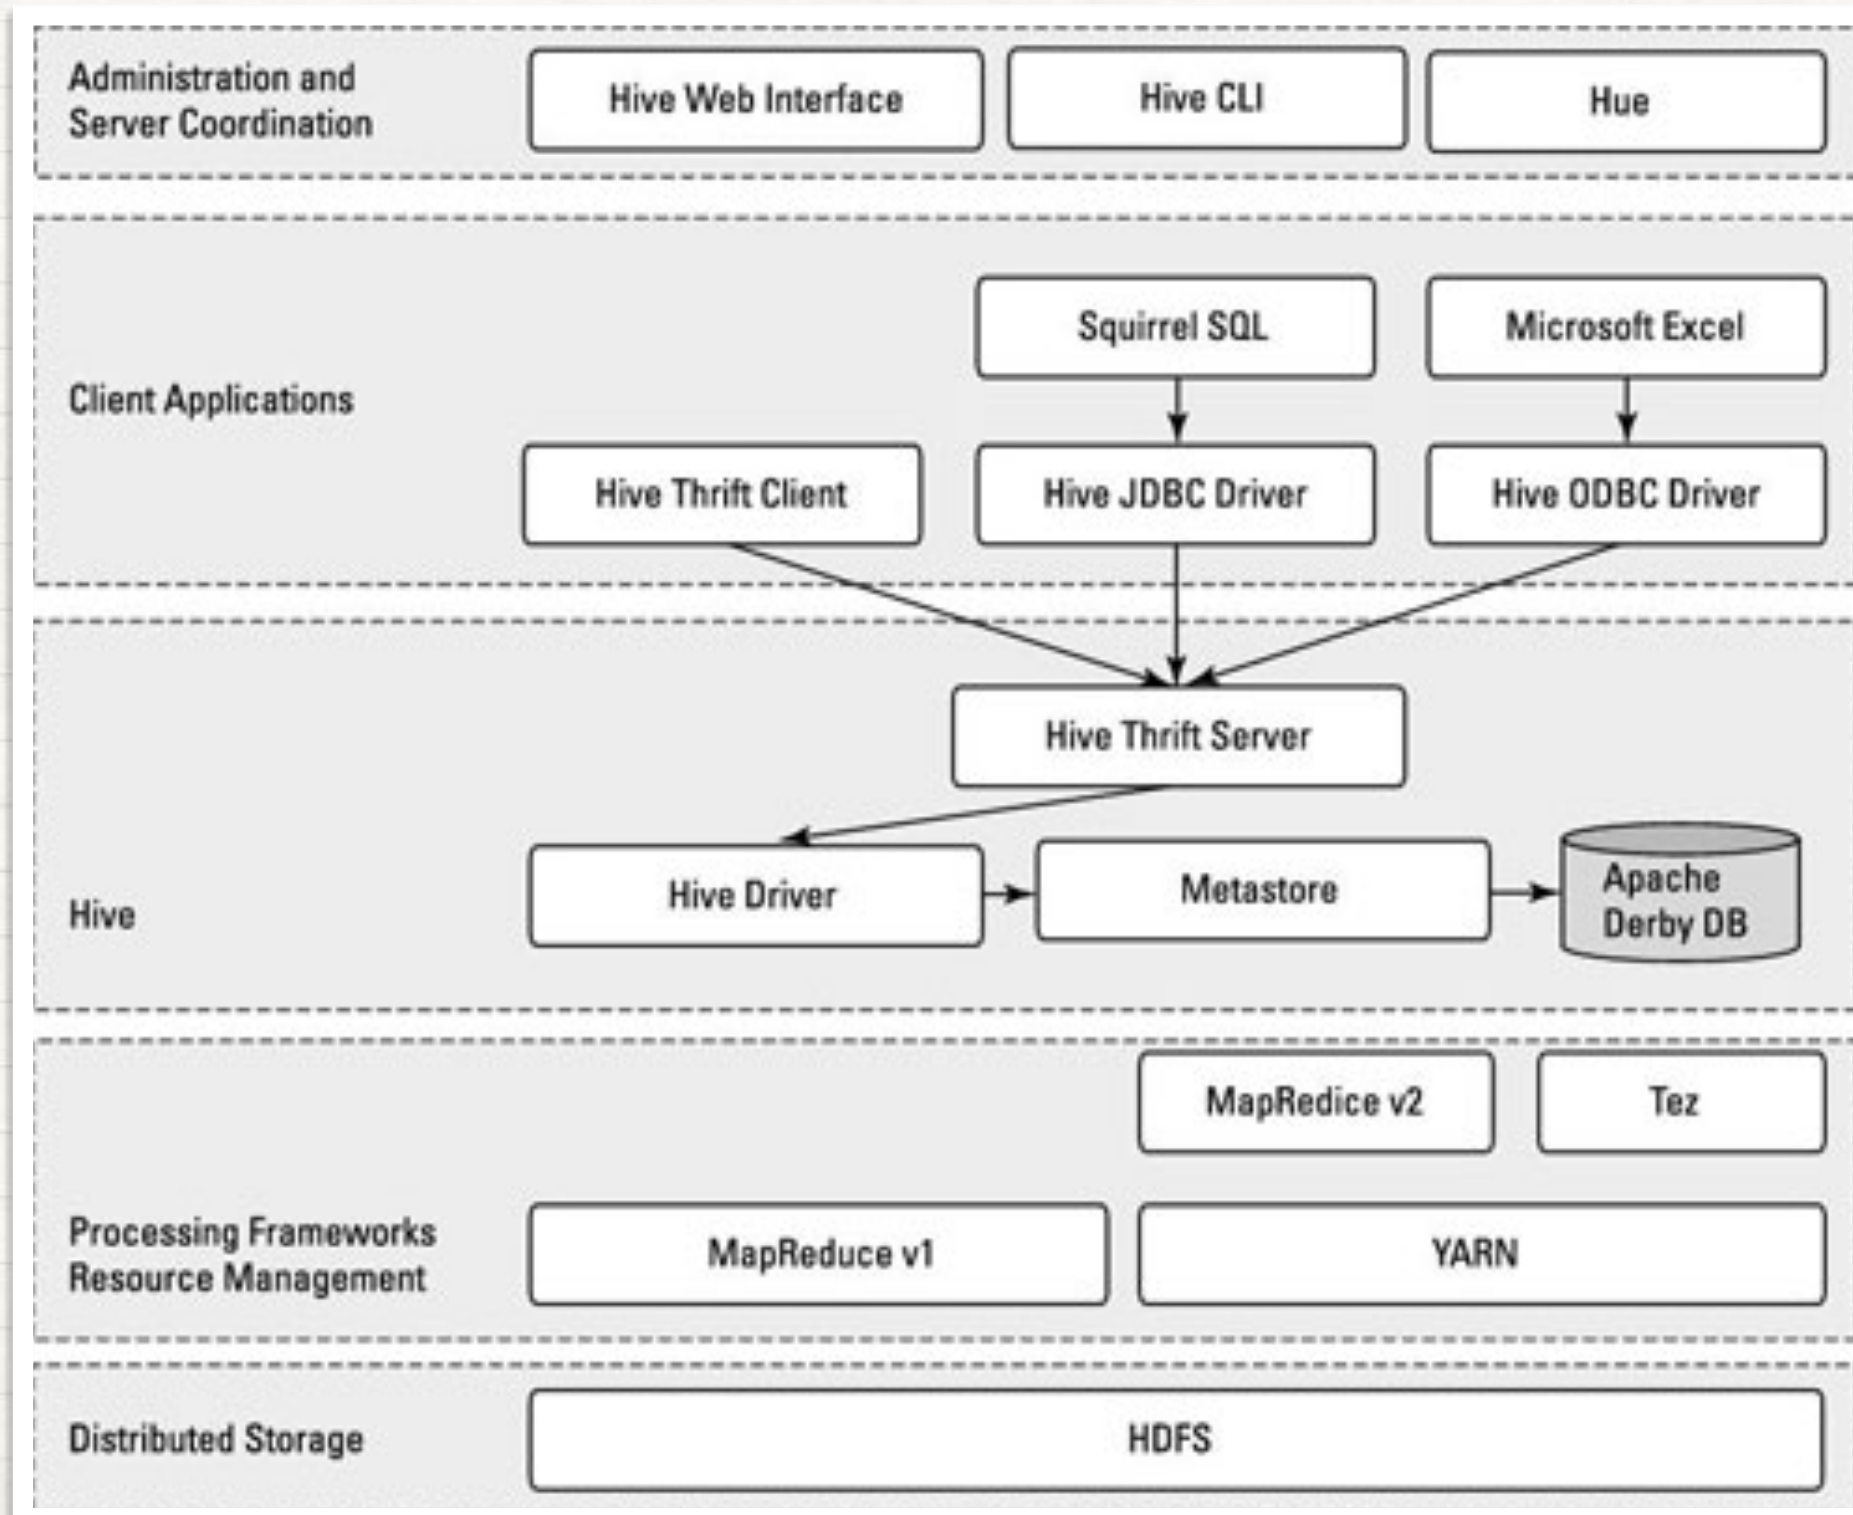 Administration and
Server Coordination
Hive Web Interface
Hive CLI
Hue
Client Applications
Squirrel SQL
Microsoft Excel
Hive Thrift Client
Hive JDBC Driver
Hive ODBC Driver
Hive
Hive Thrift Server
Hive Driver
Metastore
Apache
Derby DB
Processing Frameworks
Resource Management
MapRedice v2
Tez
MapReduce v1
YARN
Distributed Storage
HDFS